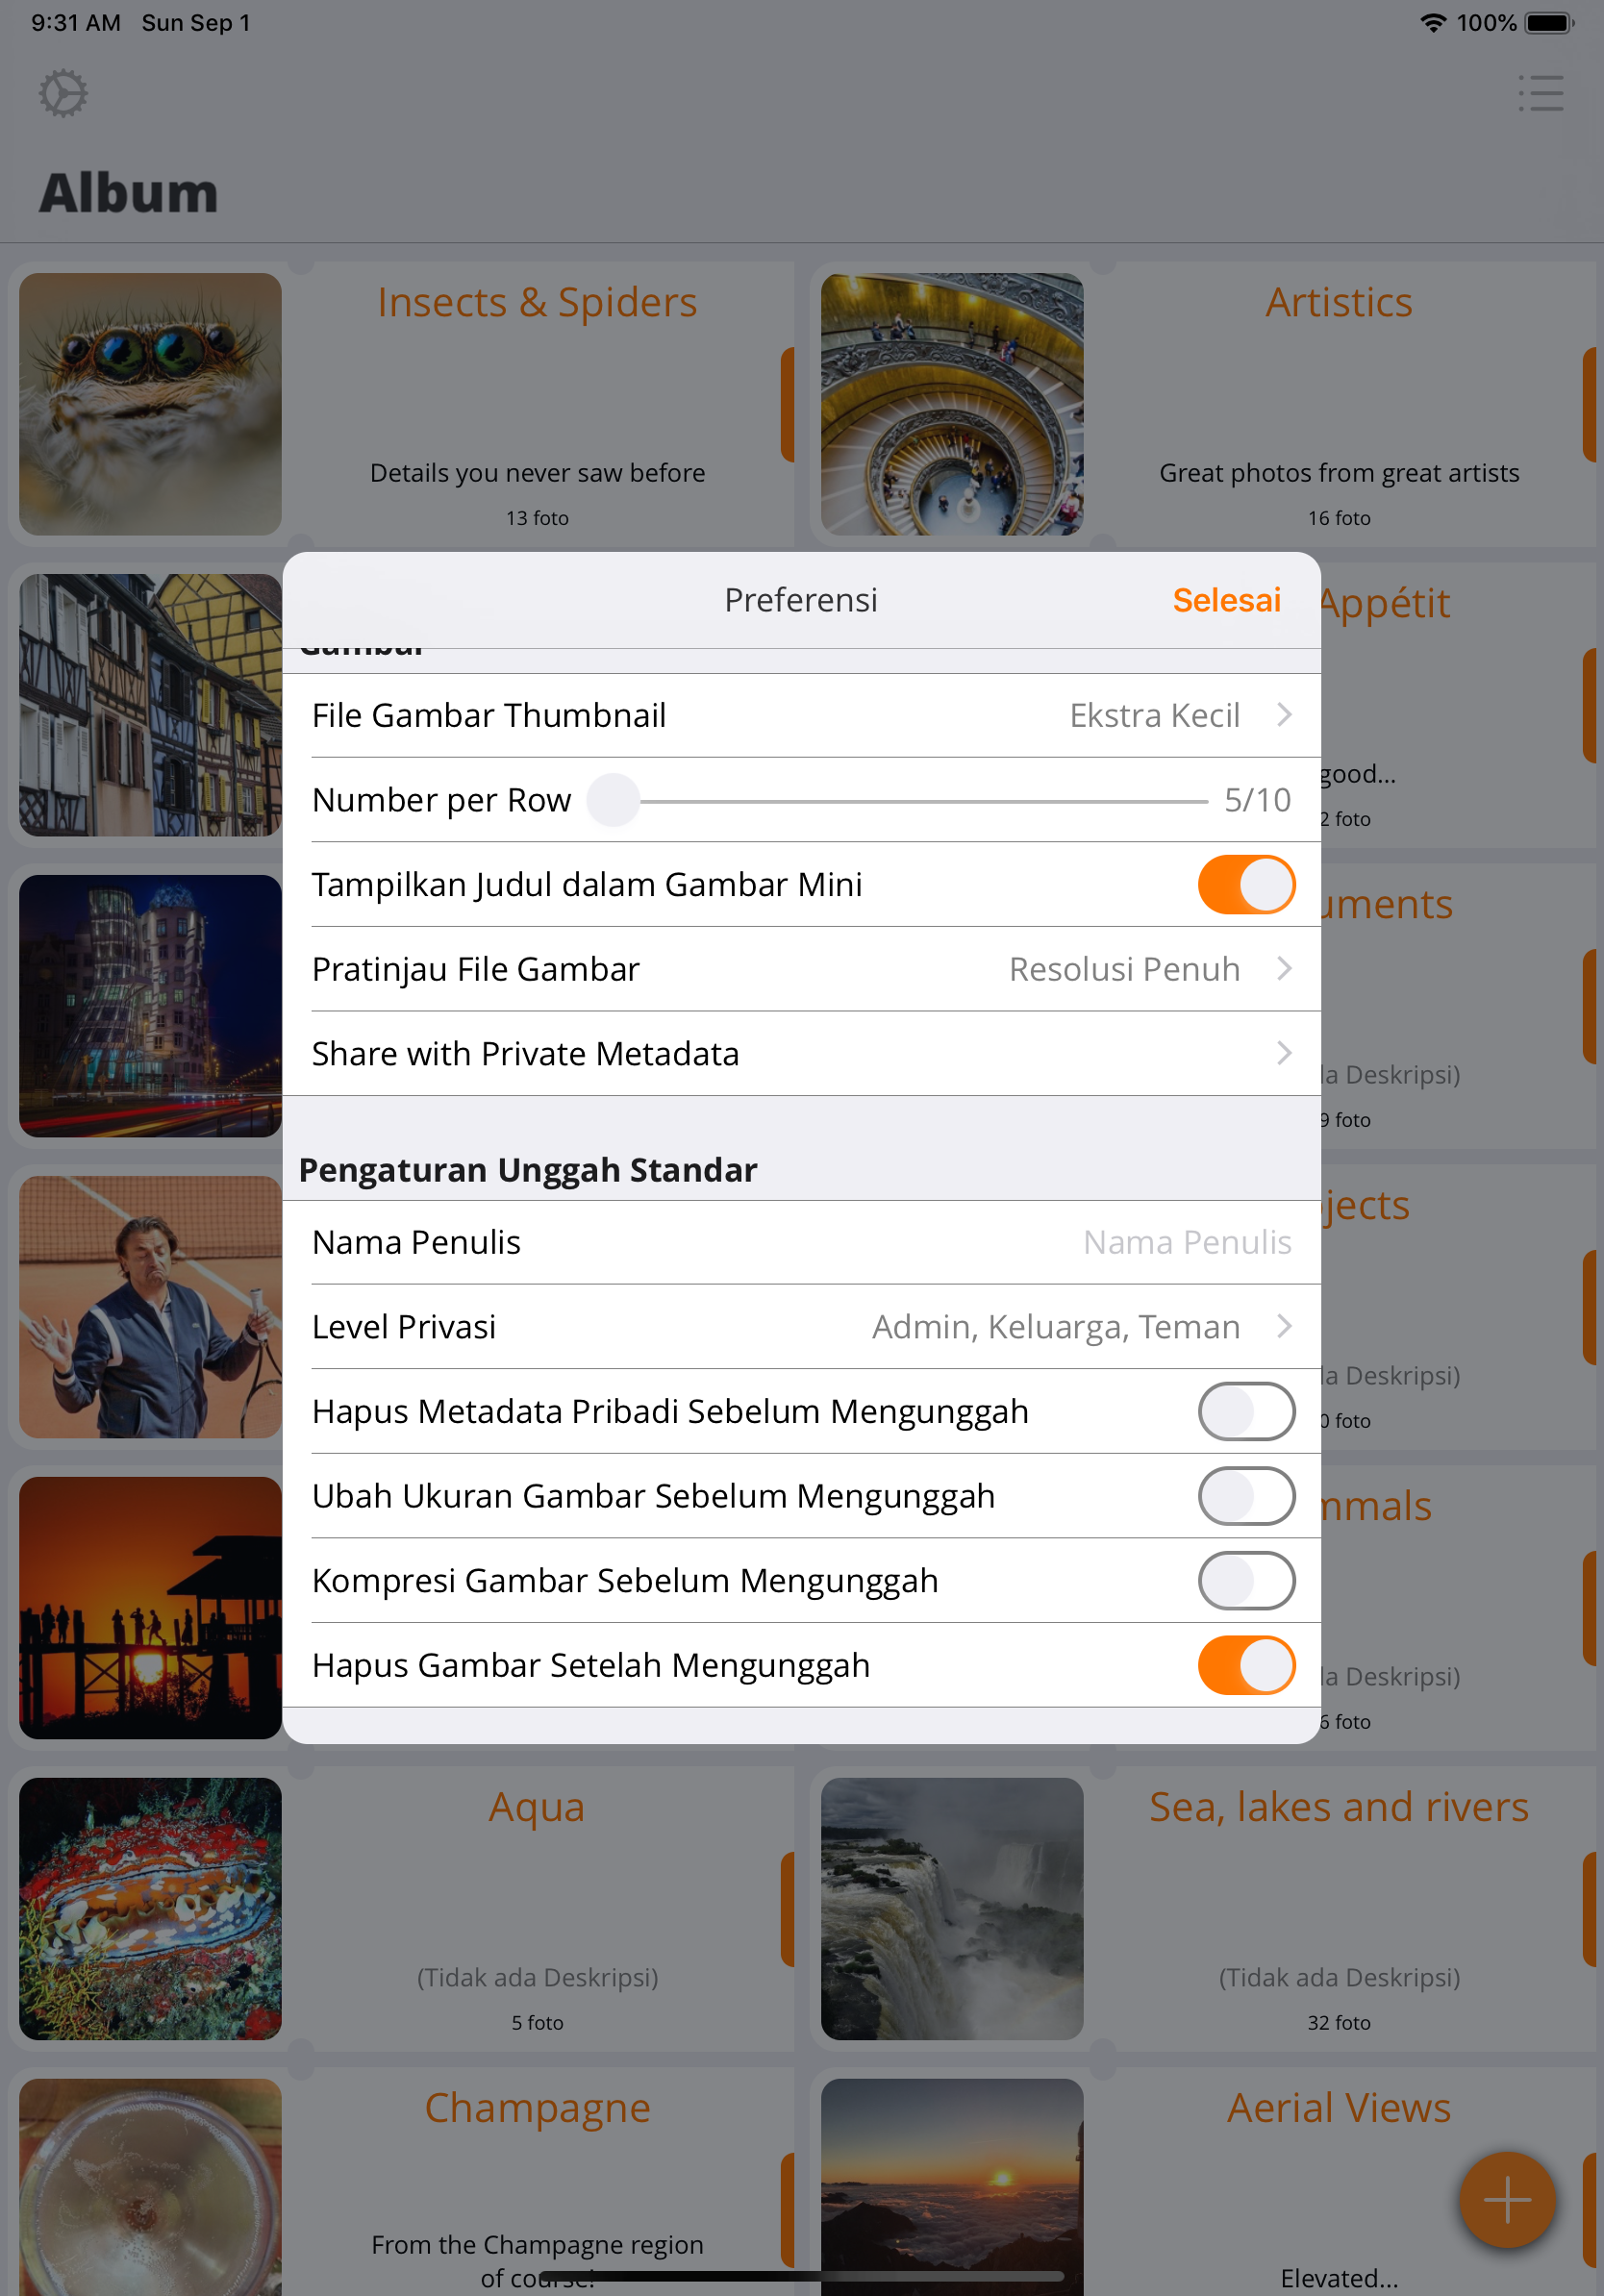 9:31 AM Sun Sep 1
100%
Album
Insects & Spiders
Details you never saw before
13 foto
Artistics
Great photos from great artists
16 foto
Appétit
good...
2 foto
uments
la Deskripsi)
9 foto
jects
la Deskripsi)
0 foto
mmals
la Deskripsi)
6 foto
Preferensi
Selesai
Gambar
File Gambar Thumbnail
Ekstra Kecil
Number per Row
5/10
Tampilkan Judul dalam Gambar Mini
Pratinjau File Gambar
Resolusi Penuh
Share with Private Metadata
Pengaturan Unggah Standar
Nama Penulis
Nama Penulis
Level Privasi
Admin, Keluarga, Teman
Hapus Metadata Pribadi Sebelum Mengunggah
Ubah Ukuran Gambar Sebelum Mengunggah
Kompresi Gambar Sebelum Mengunggah
Hapus Gambar Setelah Mengunggah
Aqua
(Tidak ada Deskripsi)
5 foto
Sea, lakes and rivers
(Tidak ada Deskripsi)
32 foto
Champagne
From the Champagne region
of course!
Aerial Views
Elevated...